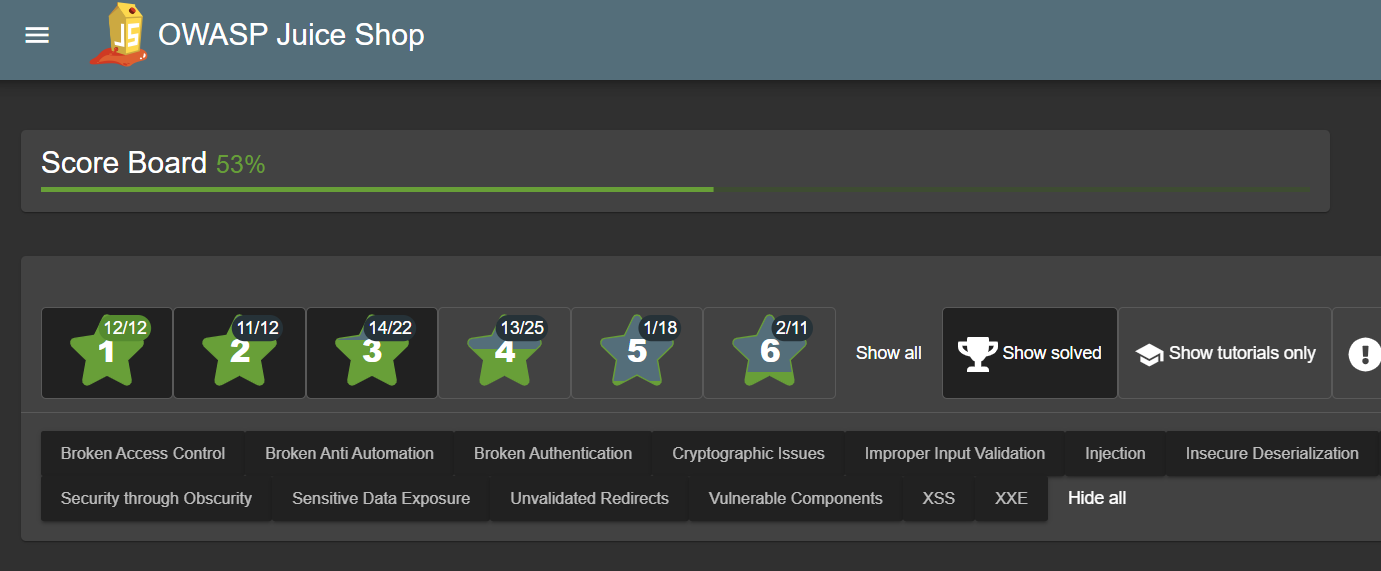 JS OWASP Juice Shop
Score Board 53%
12/12 11/12 14/22 13/25 1/18 2/11
1 2 3 4 5 6 Show all Show solved Show tutorials only
Broken Access Control Broken Anti Automation Broken Authentication Cryptographic Issues Improper Input Validation Injection Insecure Deserialization
Security through Obscurity Sensitive Data Exposure Unvalidated Redirects Vulnerable Components XSS XXE Hide all